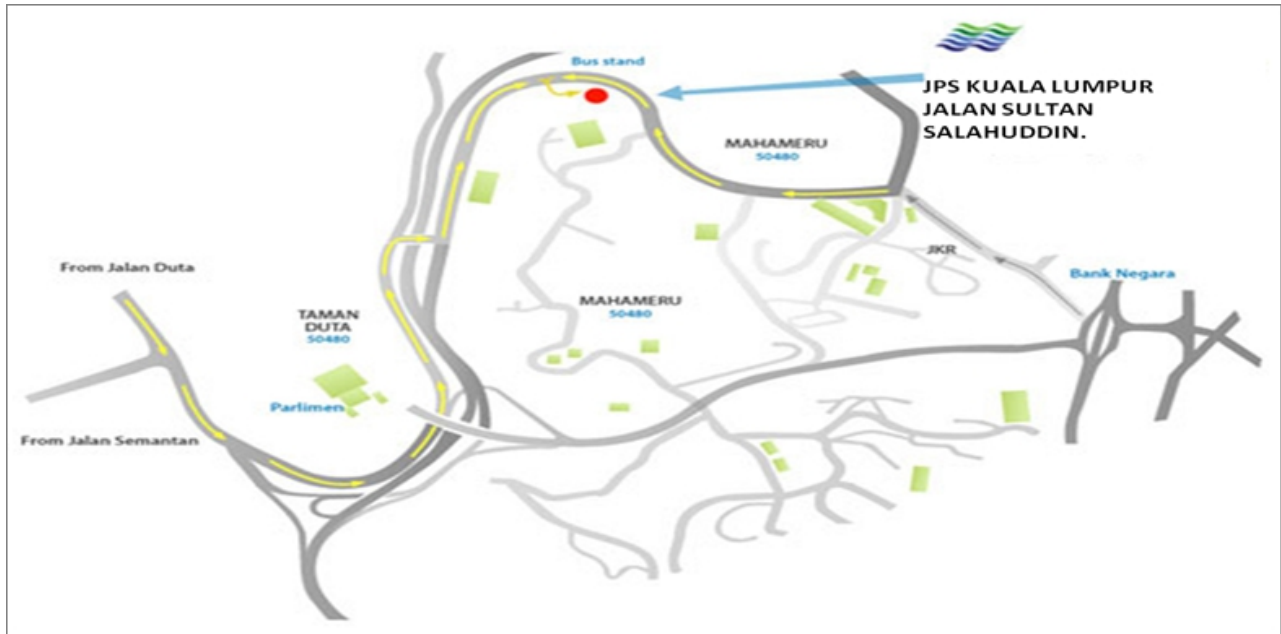 Bus stand
JPS KUALA LUMPUR
JALAN SULTAN
SALAHUDDIN.
MAHAMERU
50480
JKR
Bank Negara
From Jalan Duta
TAMAN
DUTA
50480
MAHAMERU
50480
Parlimen
From Jalan Semantan